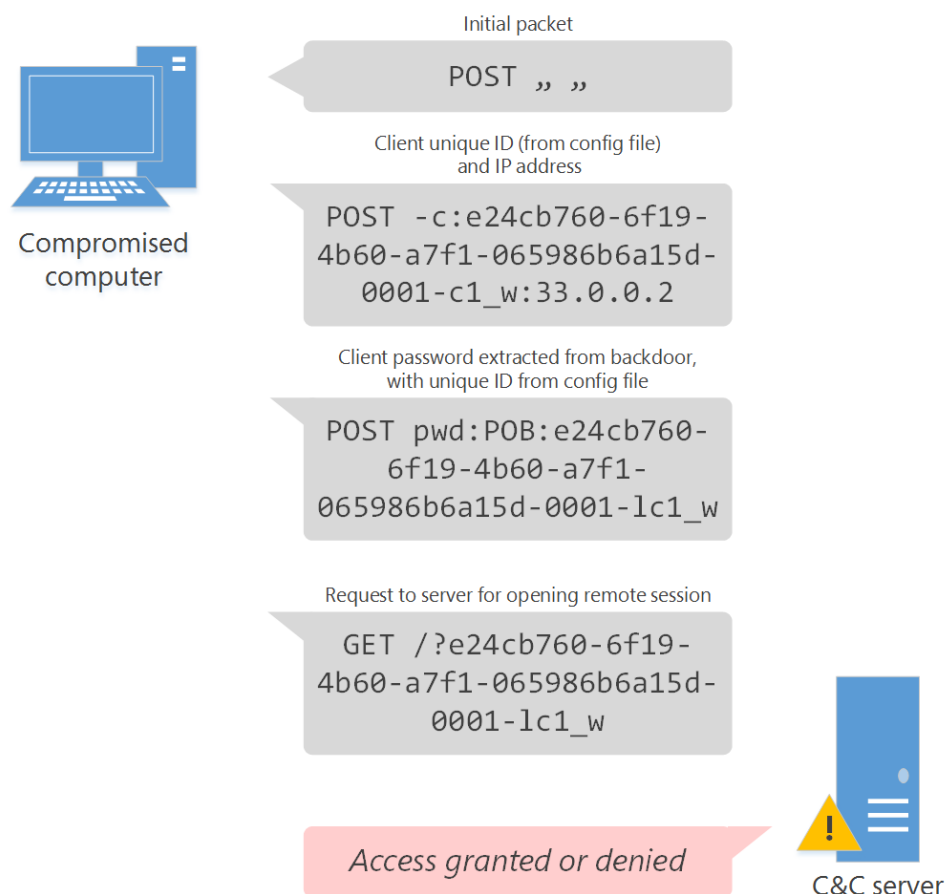 Initial packet
POST „ „
Compromised
computer
Client unique ID (from config file)
and IP address
POST -c:e24cb760-6f19-
4b60-a7f1-065986b6a15d-
0001-c1_w:33.0.0.2
Client password extracted from backdoor,
with unique ID from config file
POST pwd:POB:e24cb760-
6f19-4b60-a7f1-
065986b6a15d-0001-lc1_w
Request to server for opening remote session
GET /?e24cb760-6f19-
4b60-a7f1-065986b6a15d-
0001-lc1_w
!
Access granted or denied
C&C server